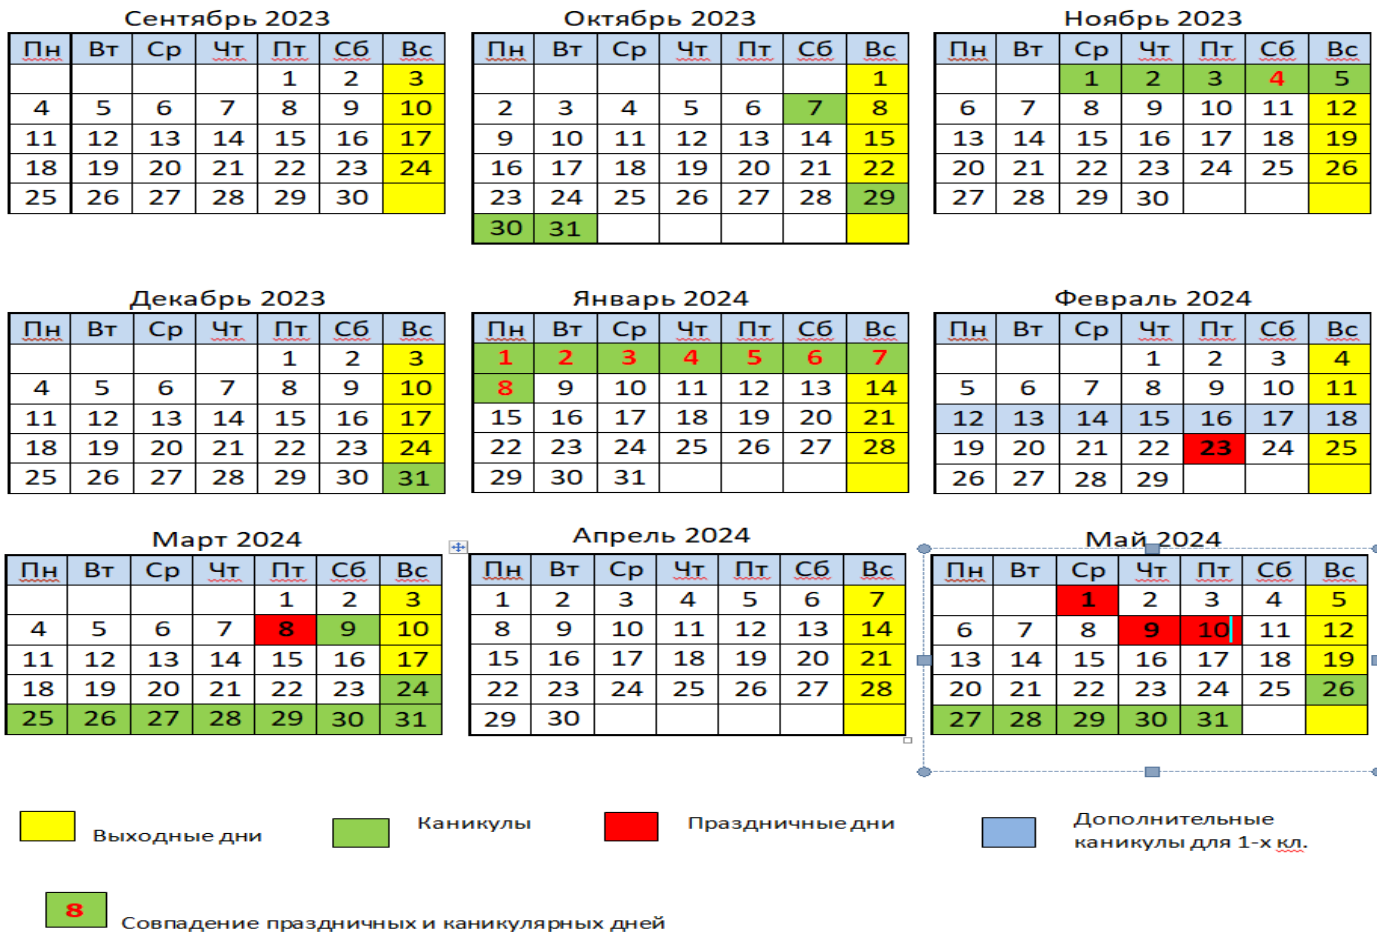 Сентябрь 2023
Пн Вт Ср Чт Пт Сб Вс
1 2 3
4 5 6 7 8 9 10
11 12 13 14 15 16 17
18 19 20 21 22 23 24
25 26 27 28 29 30
Октябрь 2023
Пн Вт Ср Чт Пт Сб Вс
1
2 3 4 5 6 7 8
9 10 11 12 13 14 15
16 17 18 19 20 21 22
23 24 25 26 27 28 29
30 31
Ноябрь 2023
Пн Вт Ср Чт Пт Сб Вс
1 2 3 4 5
6 7 8 9 10 11 12
13 14 15 16 17 18 19
20 21 22 23 24 25 26
27 28 29 30
Декабрь 2023
Пн Вт Ср Чт Пт Сб Вс
1 2 3
4 5 6 7 8 9 10
11 12 13 14 15 16 17
18 19 20 21 22 23 24
25 26 27 28 29 30 31
Январь 2024
Пн Вт Ср Чт Пт Сб Вс
1 2 3 4 5 6 7
8 9 10 11 12 13 14
15 16 17 18 19 20 21
22 23 24 25 26 27 28
29 30 31
Февраль 2024
Пн Вт Ср Чт Пт Сб Вс
1 2 3 4
5 6 7 8 9 10 11
12 13 14 15 16 17 18
19 20 21 22 23 24 25
26 27 28 29
Март 2024
Пн Вт Ср Чт Пт Сб Вс
1 2 3
4 5 6 7 8 9 10
11 12 13 14 15 16 17
18 19 20 21 22 23 24
25 26 27 28 29 30 31
Апрель 2024
Пн Вт Ср Чт Пт Сб Вс
1 2 3 4 5 6 7
8 9 10 11 12 13 14
15 16 17 18 19 20 21
22 23 24 25 26 27 28
29 30
Май 2024
Пн Вт Ср Чт Пт Сб Вс
1 2 3 4 5
6 7 8 9 10 11 12
13 14 15 16 17 18 19
20 21 22 23 24 25 26
27 28 29 30 31
Выходные дни
Каникулы
Праздничные дни
Дополнительные
каникулы для 1-х кл.
8
Совпадение праздничных и каникулярных дней